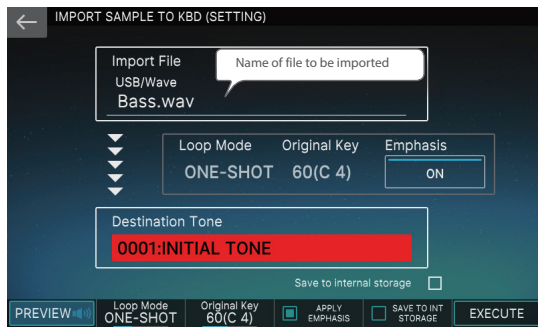 IMPORT SAMPLE TO KBD (SETTING)
Import File
Name of file to be imported
USB/Wave
Bass.wav
Loop Mode Original Key Emphasis
ONE-SHOT 60(C 4) ON
Destination Tone
0001:INITIAL TONE
Save to internal storage
PREVIEW
Loop Mode
ONE-SHOT
Original Key
60(C 4)
APPLY
EMPHASIS
SAVE TO INT
STORAGE
EXECUTE